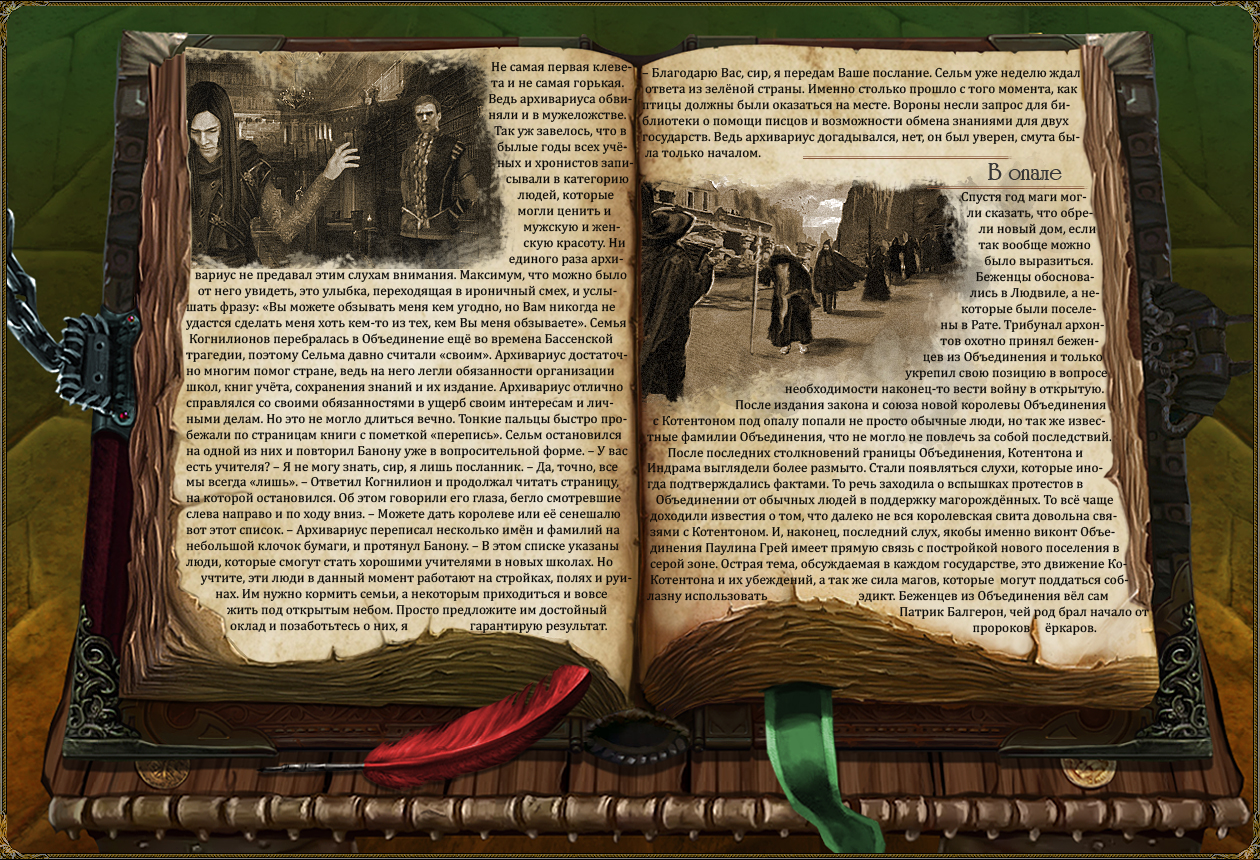 Не самая первая клеве-
та и не самая горькая.
Ведь архивариуса обви-
няли и в мужеложстве.
Так уж завелось, что в
былые годы всех учё-
ных и хронистов запи-
сывали в категорию
людей, которые
могли ценить и
мужскую и жен-
скую красоту. Ни
единого раза архи-
вариус не предавал этим слухам внимания. Максимум, что можно было
от него увидеть, это улыбка, переходящая в ироничный смех, и услы-
шать фразу: «Вы можете обзывать меня кем угодно, но Вам никогда не
удастся сделать меня хоть кем-то из тех, кем Вы меня обзываете». Семья
Когнилионов перебралась в Объединение ещё во времена Бассенской
трагедии, поэтому Сельма давно считали «своим». Архивариус достаточ-
но многим помог стране, ведь на него легли обязанности организации
школ, книг учёта, сохранения знаний и их издание. Архивариус отлично
справлялся со своими обязанностями в ущерб своим интересам и лич-
ными делам. Но это не могло длиться вечно. Тонкие пальцы быстро про-
бежали по страницам книги с пометкой «перепись». Сельм остановился
на одной из них и повторил Банону уже в вопросительной форме. – У вас
есть учителя? – Я не могу знать, сир, я лишь посланник. – Да, точно, все
мы всегда «лишь». – Ответил Когнилион и продолжал читать страницу,
на которой остановился. Об этом говорили его глаза, бегло смотревшие
слева направо и по ходу вниз. – Можете дать королеве или её сенешалю
вот этот список. – Архивариус переписал несколько имён и фамилий на
небольшой клочок бумаги, и протянул Банону. – В этом списке указаны
люди, которые смогут стать хорошими учителями в новых школах. Но
учтите, эти люди в данный момент работают на стройках, полях и руи-
нах. Им нужно кормить семьи, а некоторым приходиться и вовсе
жить под открытым небом. Просто предложите им достойный
оклад и позаботьтесь о них, я гарантирую результат.
– Благодарю Вас, сир, я передам Ваше послание. Сельм уже неделю ждал
ответа из зелёной страны. Именно столько прошло с того момента, как
птицы должны были оказаться на месте. Вороны несли запрос для би-
блиотеки о помощи писцов и возможности обмена знаниями для двух
государств. Ведь архивариус догадывался, нет, он был уверен, смута бы-
ла только началом.
В опале
Спустя год маги мог-
ли сказать, что обре-
ли новый дом, если
так вообще можно
было выразиться.
Беженцы обоснова-
лись в Людвиле, а не-
которые были поселе-
ны в Рате. Трибунал архон-
тов охотно принял бежен-
цев из Объединения и только
укрепил свою позицию в вопросе
необходимости наконец-то вести войну в открытую.
После издания закона и союза новой королевы Объединения
с Котентоном под опалу попали не просто обычные люди, но так же извес-
тные фамилии Объединения, что не могло не повлечь за собой последствий.
После последних столкновений границы Объединения, Котентона и
Индрама выглядели более размыто. Стали появляться слухи, которые ино-
гда подтверждались фактами. То речь заходила о вспышках протестов в
Объединении от обычных людей в поддержку магорождённых. То всё чаще
доходили известия о том, что далеко не вся королевская свита довольна свя-
зями с Котентоном. И, наконец, последний слух, якобы именно виконт Объе-
динения Паулина Грей имеет прямую связь с постройкой нового поселения в
серой зоне. Острая тема, обсуждаемая в каждом государстве, это движение Ко-
Котентона и их убеждений, а так же сила магов, которые могут поддаться соб-
лазну использовать эдикт. Беженцев из Объединения вёл сам
Патрик Балгерон, чей род брал начало от
пророков ёркаров.